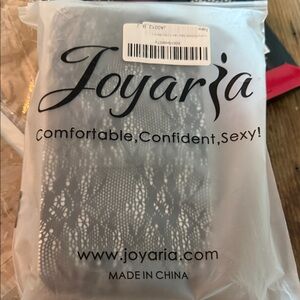 Joyaria
Comfortable,Confident,Sexy!
www.joyaria.com
MADE IN CHINA